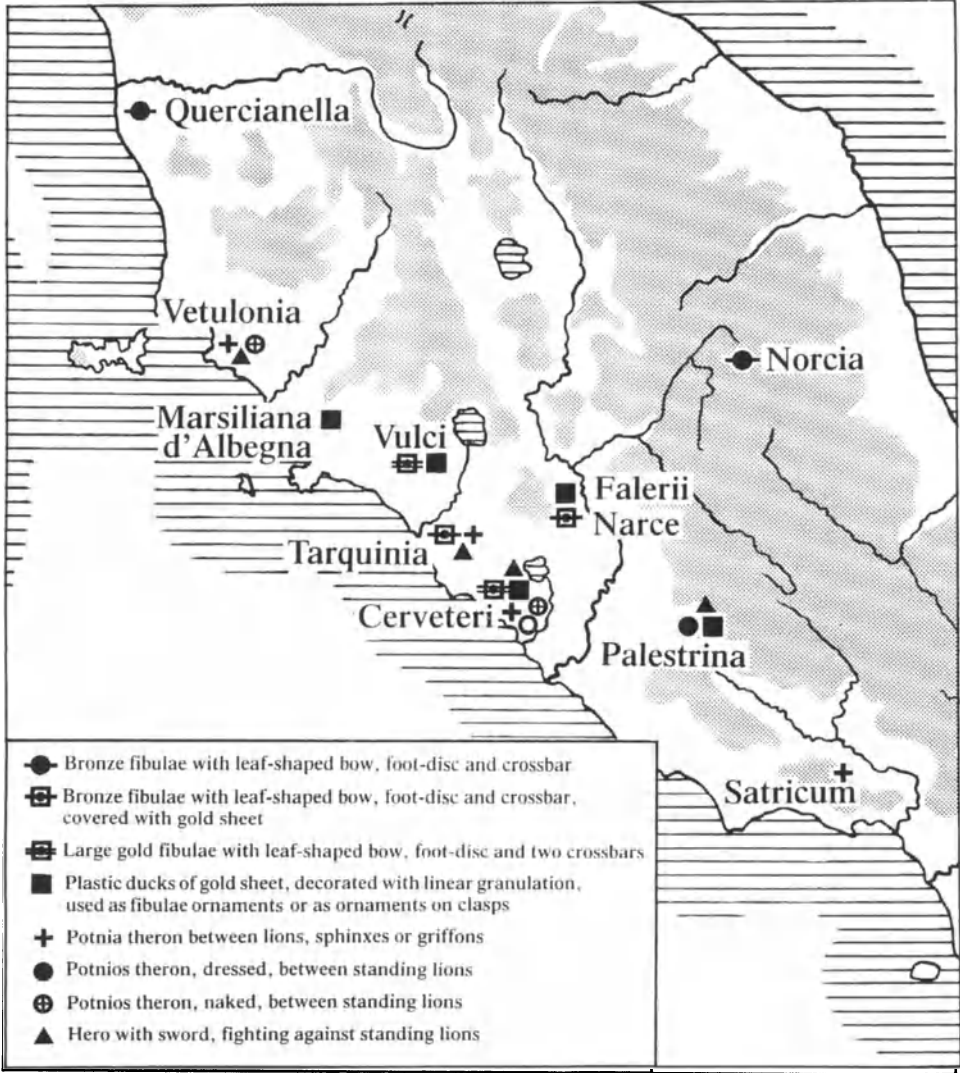 Quercianella
Vetulonia
Norcia
Marsiliana
d'Albegna
Vulci
Falerii
Narce
Tarquinia
Cerveteri
Palestrina
Satricum
Bronze fibulae with leaf-shaped bow, foot-disc and crossbar
Bronze fibulae with leaf-shaped bow, foot-disc and crossbar,
covered with gold sheet
Large gold fibulae with leaf-shaped bow, foot-disc and two crossbars
Plastic ducks of gold sheet, decorated with linear granulation,
used as fibulae ornaments or as ornaments on clasps
Potnia theron between lions, sphinxes or griffons
Potnios theron, dressed, between standing lions
Potnios theron, naked, between standing lions
Hero with sword, fighting against standing lions